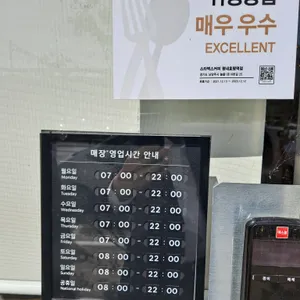 매우 우수
EXCELLENT
매장 영업시간 안내
월요일 Monday 07 : 00 - 22 : 00
화요일 Tuesday 07 : 00 - 22 : 00
수요일 Wednesday 07 : 00 - 22 : 00
목요일 Thursday 07 : 00 - 22 : 00
금요일 Friday 07 : 00 - 22 : 00
토요일 Saturday 08 : 00 - 22 : 00
일요일 Sunday 08 : 00 - 22 : 00
공휴일 National holiday 08 : 00 - 22 : 00